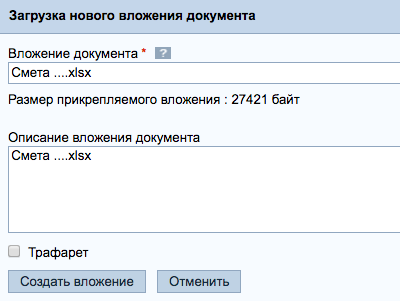 Загрузка нового вложения документа
Вложение документа * ?
Смета ....xlsx
Размер прикрепляемого вложения : 27421 байт
Описание вложения документа
Смета ....xlsx
Трафарет
Создать вложение Отменить